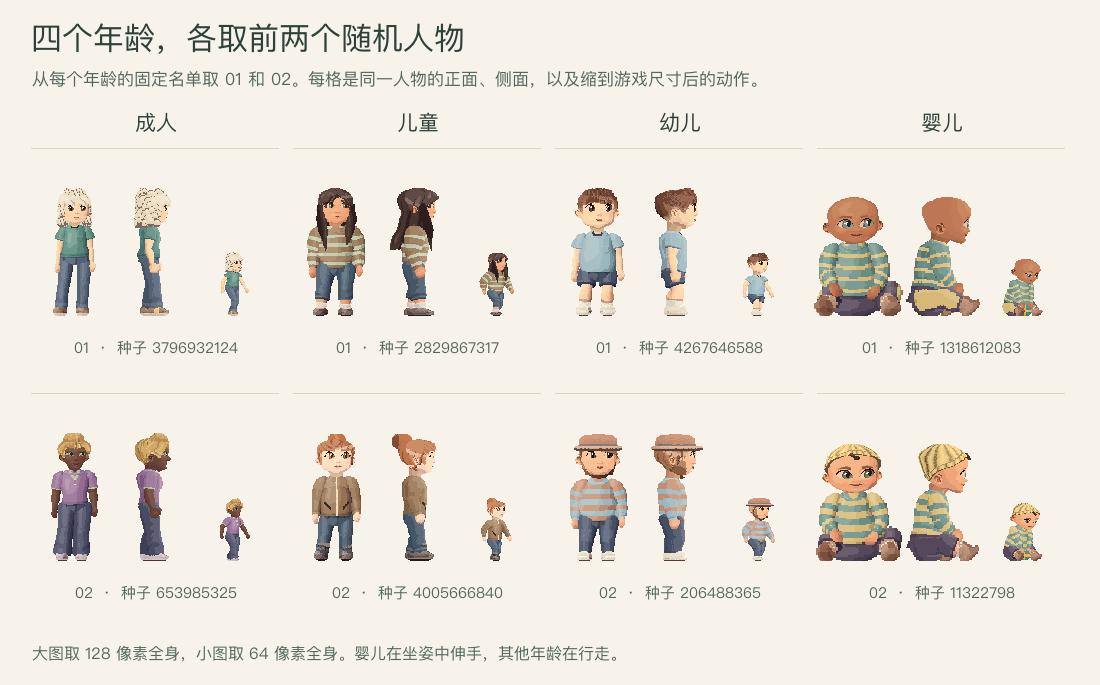 四个年龄，各取前两个随机人物
从每个年龄的固定名单取 01 和 02。每格是同一人物的正面、侧面，以及缩到游戏尺寸后的动作。
成人
儿童
幼儿
婴儿
01 · 种子 3796932124
01 · 种子 2829867317
01 · 种子 4267646588
01 · 种子 1318612083
02 · 种子 653985325
02 · 种子 4005666840
02 · 种子 206488365
02 · 种子 11322798
大图取 128 像素全身，小图取 64 像素全身。婴儿在坐姿中伸手，其他年龄在行走。